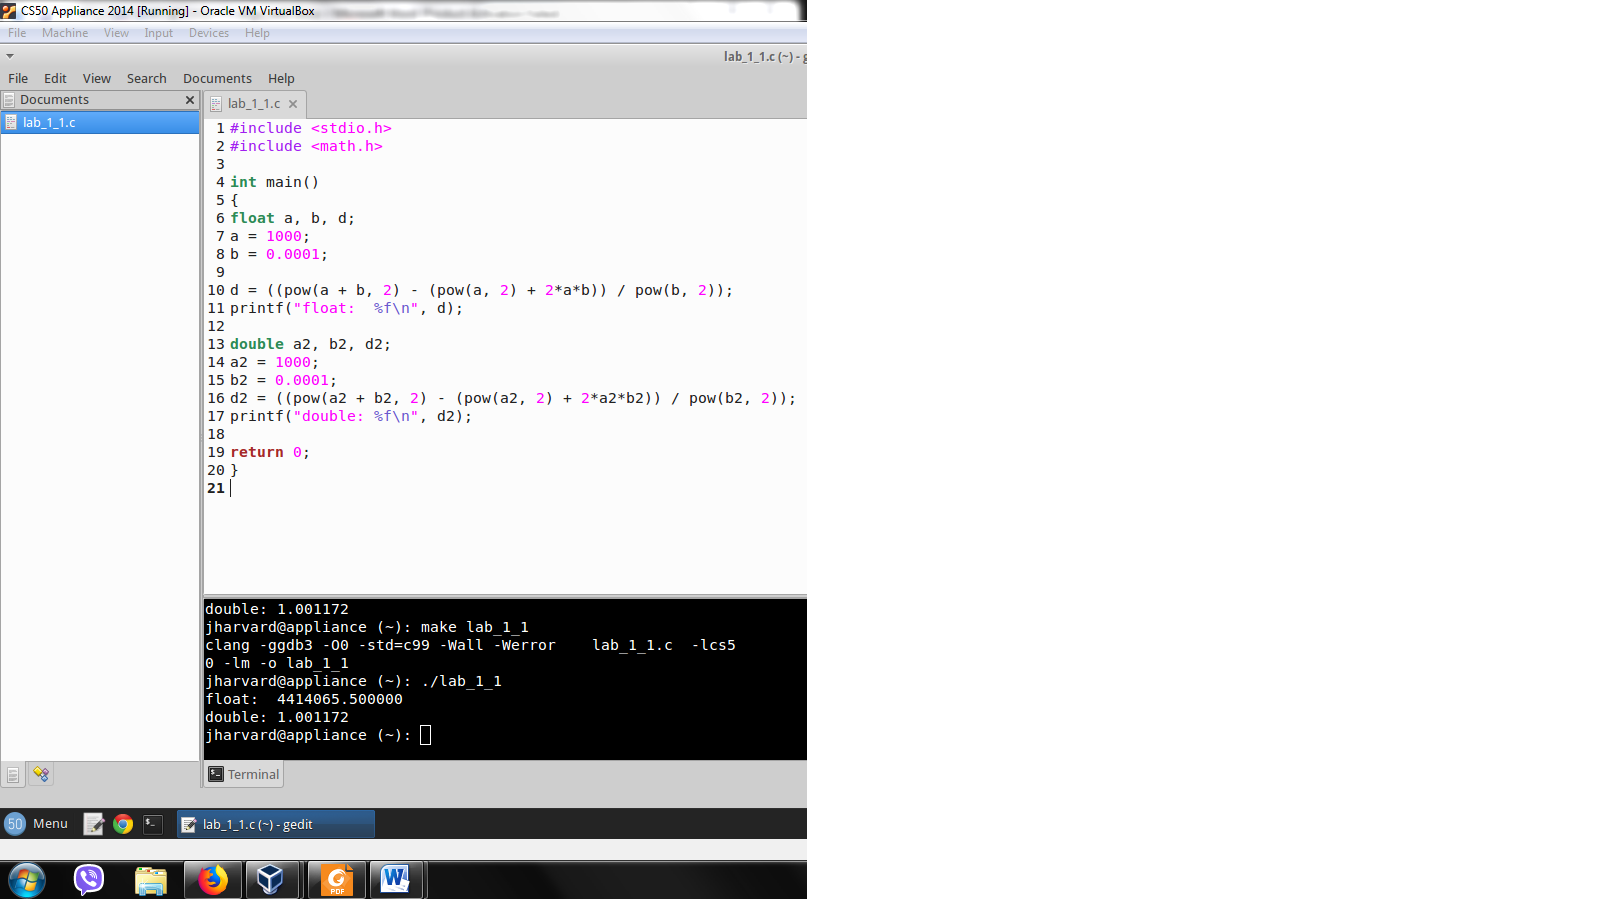 CS50 Appliance 2014 [Running] - Oracle VM VirtualBox
File Machine View Input Devices Help
lab_1_1.c (~) - g
File Edit View Search Documents Help
Documents
lab_1_1.c
lab_1_1.c
1 #include <stdio.h>
2 #include <math.h>
3
4 int main()
5 {
6 float a, b, d;
7 a = 1000;
8 b = 0.0001;
9
10 d = ((pow(a + b, 2) - (pow(a, 2) + 2*a*b)) / pow(b, 2));
11 printf("float:  %f\n", d);
12
13 double a2, b2, d2;
14 a2 = 1000;
15 b2 = 0.0001;
16 d2 = ((pow(a2 + b2, 2) - (pow(a2, 2) + 2*a2*b2)) / pow(b2, 2));
17 printf("double: %f\n", d2);
18
19 return 0;
20 }
21
double: 1.001172
jharvard@appliance (~): make lab_1_1
clang -ggdb3 -O0 -std=c99 -Wall -Werror    lab_1_1.c  -lcs5
0 -lm -o lab_1_1
jharvard@appliance (~): ./lab_1_1
float:  4414065.500000
double: 1.001172
jharvard@appliance (~):
Terminal
50 Menu
lab_1_1.c (~) - gedit
PDF
W